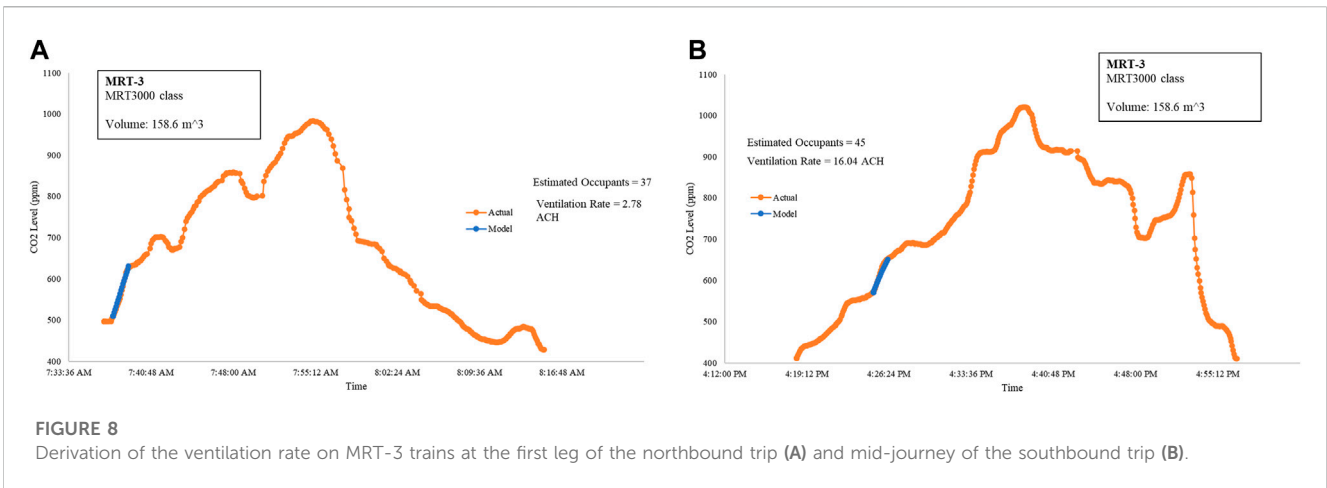 A
CO2 Level (ppm)
1100
1000
900
800
700
600
500
400
MRT-3
MRT3000 class
Volume: 158.6 m^3
Estimated Occupants = 37
Ventilation Rate = 2.78
ACH
Actual
Model
7:33:36 AM
7:40:48 AM
7:48:00 AM
7:55:12 AM
8:02:24 AM
8:09:36 AM
8:16:48 AM
Time
B
CO2 Level (ppm)
1100
1000
900
800
700
600
500
400
MRT-3
MRT3000 class
Volume: 158.6 m^3
Estimated Occupants = 45
Ventilation Rate = 16.04 ACH
Actual
Model
4:12:00 PM
4:19:12 PM
4:26:24 PM
4:33:36 PM
4:40:48 PM
4:48:00 PM
4:55:12 PM
Time
FIGURE 8
Derivation of the ventilation rate on MRT-3 trains at the first leg of the northbound trip (A) and mid-journey of the southbound trip (B).